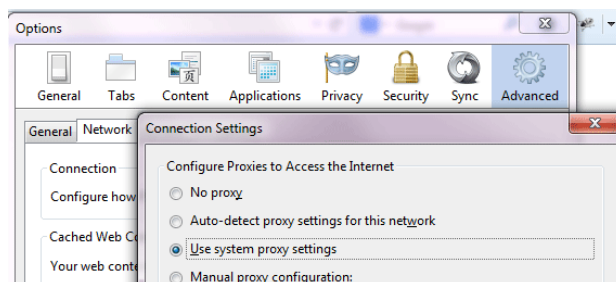 Options
General Tabs Content Applications Privacy Security Sync Advanced
General Network
Connection Settings
Connection
Configure how
Cached Web Co
Your web conte
Configure Proxies to Access the Internet
No proxy
Auto-detect proxy settings for this network
Use system proxy settings
Manual proxy configuration: